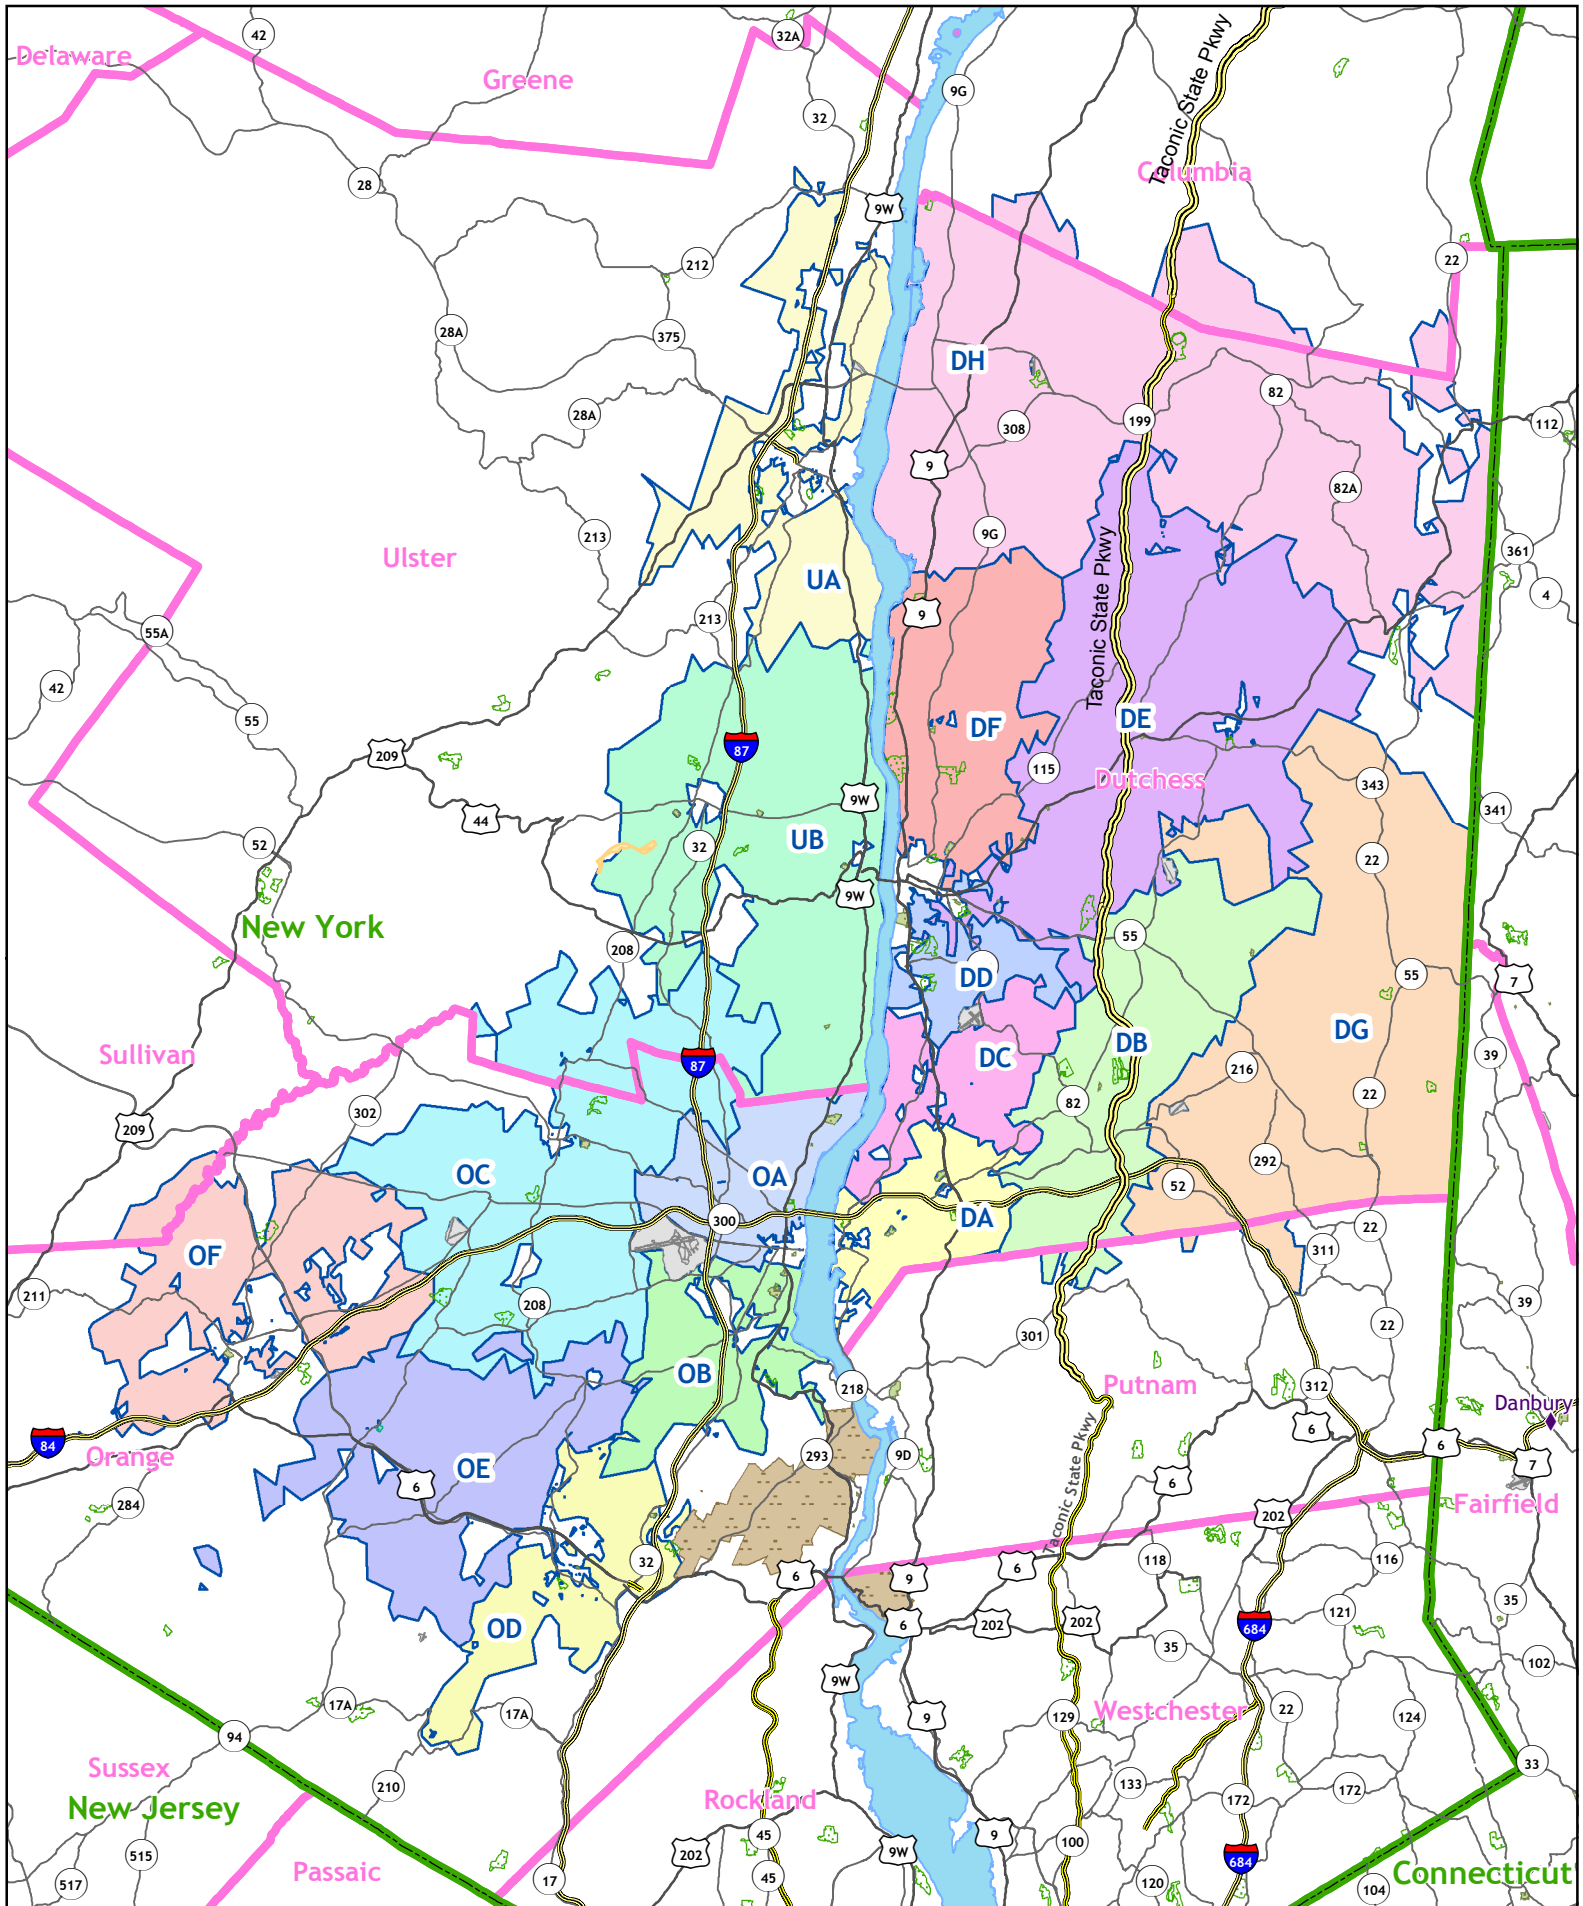 42
32A
Delaware
Greene
9G
32
Taconic State Pkwy
Columbia
28
9W
212
22
28A
375
DH
82
28A
308
199
112
9
82A
213
9G
361
Ulster
UA
Taconic State Pkwy
4
9
213
55A
42
55
DF
DE
87
209
115
Dutchess
343
9W
341
44
UB
52
32
22
9W
New York
208
55
DD
55
7
DG
Sullivan
87
DC
DB
39
216
82
22
302
209
OC
OA
292
52
300
DA
22
OF
311
211
208
39
301
22
OB
218
Putnam
312
Danbury
6
84
Orange
293
9D
6
7
OE
6
6
284
Taconic State Pkwy
202
Fairfield
32
118
116
6
6
9
35
121
OD
6
202
202
684
35
102
9W
17A
17A
129
Westchester
22
124
9
94
33
Sussex
210
133
172
172
New Jersey
Rockland
45
9
100
515
202
9W
684
Passaic
45
Connecticut
517
17
120
104